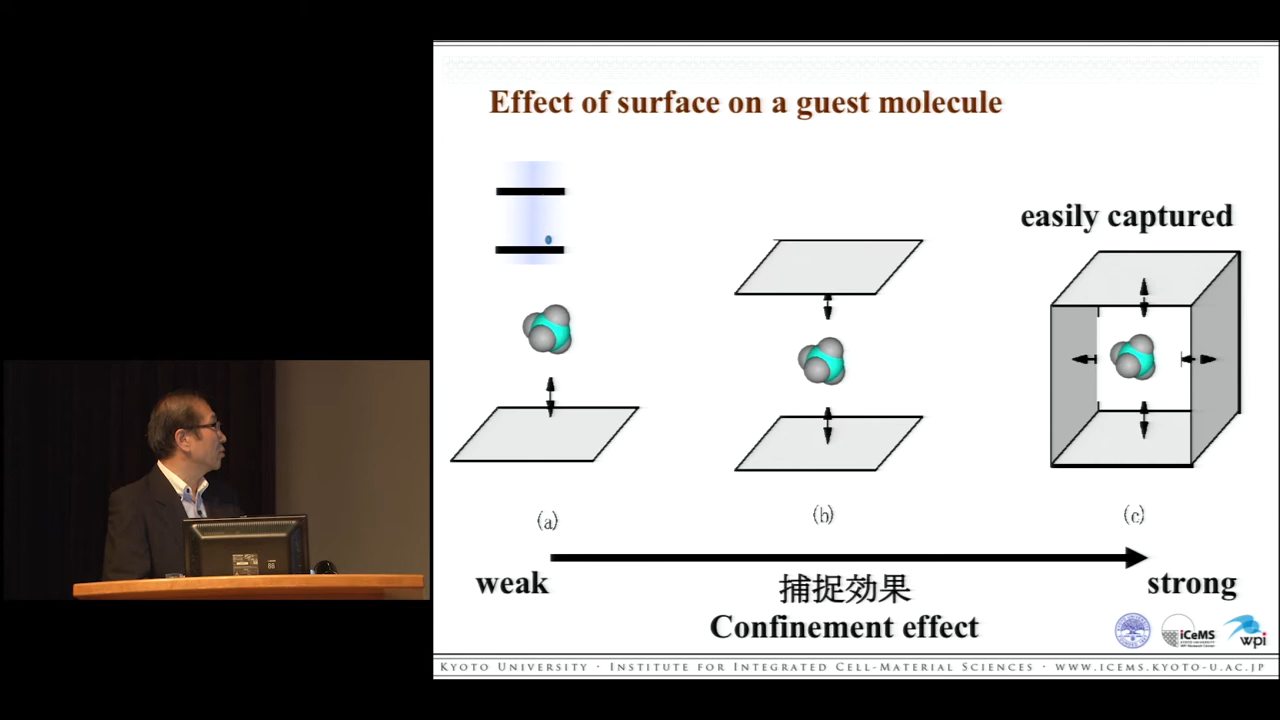 Effect of surface on a guest molecule
easily captured
(a)
(b)
(c)
weak
捕捉効果
strong
Confinement effect
iCeMS
wpi
KYOTO UNIVERSITY · INSTITUTE FOR INTEGRATED CELL-MATERIAL SCIENCES · WWW.ICEMS.KYOTO-U.AC.JP